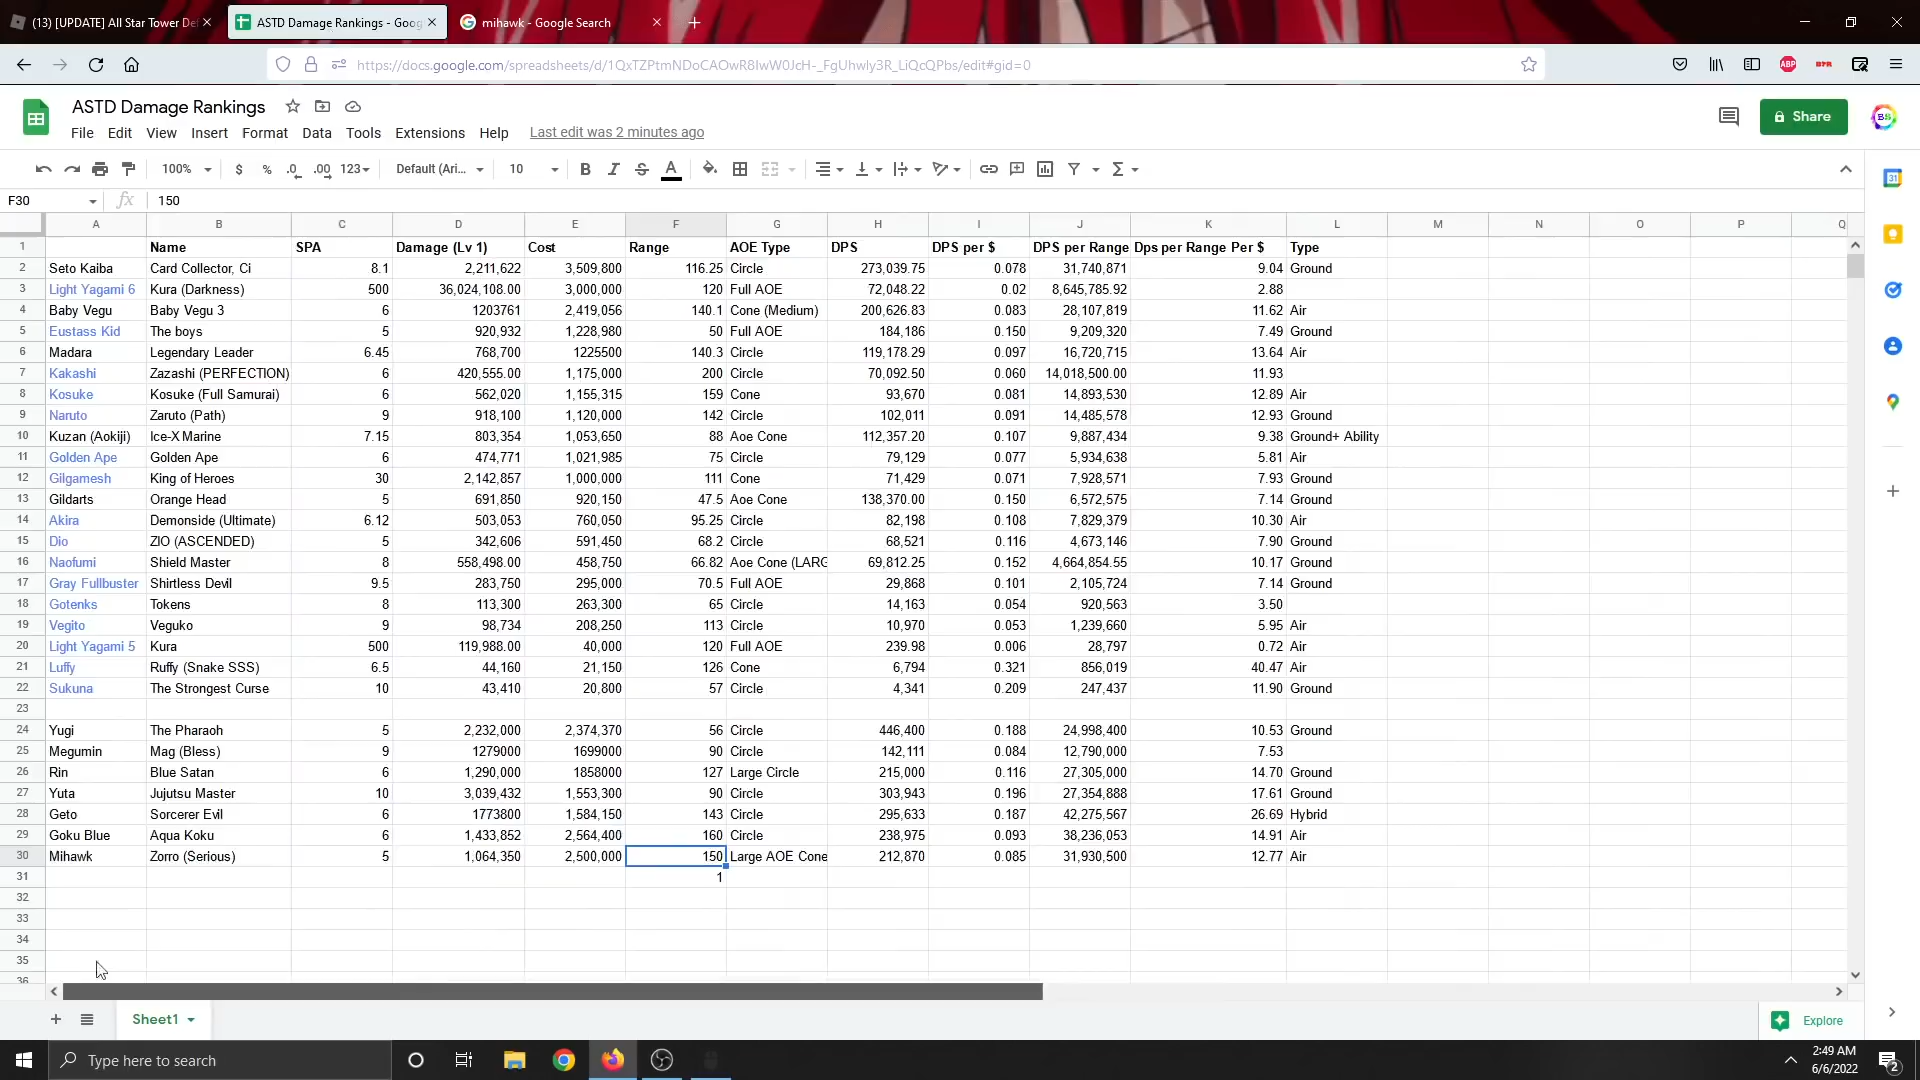 (13) [UPDATE] All Star Tower De
ASTD Damage Rankings - Goog
mihawk - Google Search
https://docs.google.com/spreadsheets/d/1QxTZPtmNDoCAOwR8IwW0JcH-_FgUhwly3R_LiQcQPbs/edit#gid=0
ABP
ASTD Damage Rankings
Share
File Edit View Insert Format Data Tools Extensions Help Last edit was 2 minutes ago
100% $ % .0 .00 123 Default (Ari... 10 B I S A
F30 fx 150
A B C D E F G H I J K L M N O P Q
1 Name SPA Damage (Lv 1) Cost Range AOE Type DPS DPS per $ DPS per Range Dps per Range Per $ Type
2 Seto Kaiba Card Collector, Ci 8.1 2,211,622 3,509,800 116.25 Circle 273,039.75 0.078 31,740,871 9.04 Ground
3 Light Yagami 6 Kura (Darkness) 500 36,024,108.00 3,000,000 120 Full AOE 72,048.22 0.02 8,645,785.92 2.88
4 Baby Vegu Baby Vegu 3 6 1203761 2,419,056 140.1 Cone (Medium) 200,626.83 0.083 28,107,819 11.62 Air
5 Eustass Kid The boys 5 920,932 1,228,980 50 Full AOE 184,186 0.150 9,209,320 7.49 Ground
6 Madara Legendary Leader 6.45 768,700 1225500 140.3 Circle 119,178.29 0.097 16,720,715 13.64 Air
7 Kakashi Zazashi (PERFECTION) 6 420,555.00 1,175,000 200 Circle 70,092.50 0.060 14,018,500.00 11.93
8 Kosuke Kosuke (Full Samurai) 6 562,020 1,155,315 159 Cone 93,670 0.081 14,893,530 12.89 Air
9 Naruto Zaruto (Path) 9 918,100 1,120,000 142 Circle 102,011 0.091 14,485,578 12.93 Ground
10 Kuzan (Aokiji) Ice-X Marine 7.15 803,354 1,053,650 88 Aoe Cone 112,357.20 0.107 9,887,434 9.38 Ground+ Ability
11 Golden Ape Golden Ape 6 474,771 1,021,985 75 Circle 79,129 0.077 5,934,638 5.81 Air
12 Gilgamesh King of Heroes 30 2,142,857 1,000,000 111 Cone 71,429 0.071 7,928,571 7.93 Ground
13 Gildarts Orange Head 5 691,850 920,150 47.5 Aoe Cone 138,370.00 0.150 6,572,575 7.14 Ground
14 Akira Demonside (Ultimate) 6.12 503,053 760,050 95.25 Circle 82,198 0.108 7,829,379 10.30 Air
15 Dio ZIO (ASCENDED) 5 342,606 591,450 68.2 Circle 68,521 0.116 4,673,146 7.90 Ground
16 Naofumi Shield Master 8 558,498.00 458,750 66.82 Aoe Cone (LARG 69,812.25 0.152 4,664,854.55 10.17 Ground
17 Gray Fullbuster Shirtless Devil 9.5 283,750 295,000 70.5 Full AOE 29,868 0.101 2,105,724 7.14 Ground
18 Gotenks Tokens 8 113,300 263,300 65 Circle 14,163 0.054 920,563 3.50
19 Vegito Veguko 9 98,734 208,250 113 Circle 10,970 0.053 1,239,660 5.95 Air
20 Light Yagami 5 Kura 500 119,988.00 40,000 120 Full AOE 239.98 0.006 28,797 0.72 Air
21 Luffy Ruffy (Snake SSS) 6.5 44,160 21,150 126 Cone 6,794 0.321 856,019 40.47 Air
22 Sukuna The Strongest Curse 10 43,410 20,800 57 Circle 4,341 0.209 247,437 11.90 Ground
23
24 Yugi The Pharaoh 5 2,232,000 2,374,370 56 Circle 446,400 0.188 24,998,400 10.53 Ground
25 Megumin Mag (Bless) 9 1279000 1699000 90 Circle 142,111 0.084 12,790,000 7.53
26 Rin Blue Satan 6 1,290,000 1858000 127 Large Circle 215,000 0.116 27,305,000 14.70 Ground
27 Yuta Jujutsu Master 10 3,039,432 1,553,300 90 Circle 303,943 0.196 27,354,888 17.61 Ground
28 Geto Sorcerer Evil 6 1773800 1,584,150 143 Circle 295,633 0.187 42,275,567 26.69 Hybrid
29 Goku Blue Aqua Koku 6 1,433,852 2,564,400 160 Circle 238,975 0.093 38,236,053 14.91 Air
30 Mihawk Zorro (Serious) 5 1,064,350 2,500,000 150 Large AOE Cone 212,870 0.085 31,930,500 12.77 Air
31 1
32
33
34
35
36
Sheet1
Explore
Type here to search
2:49 AM
6/6/2022
2
31